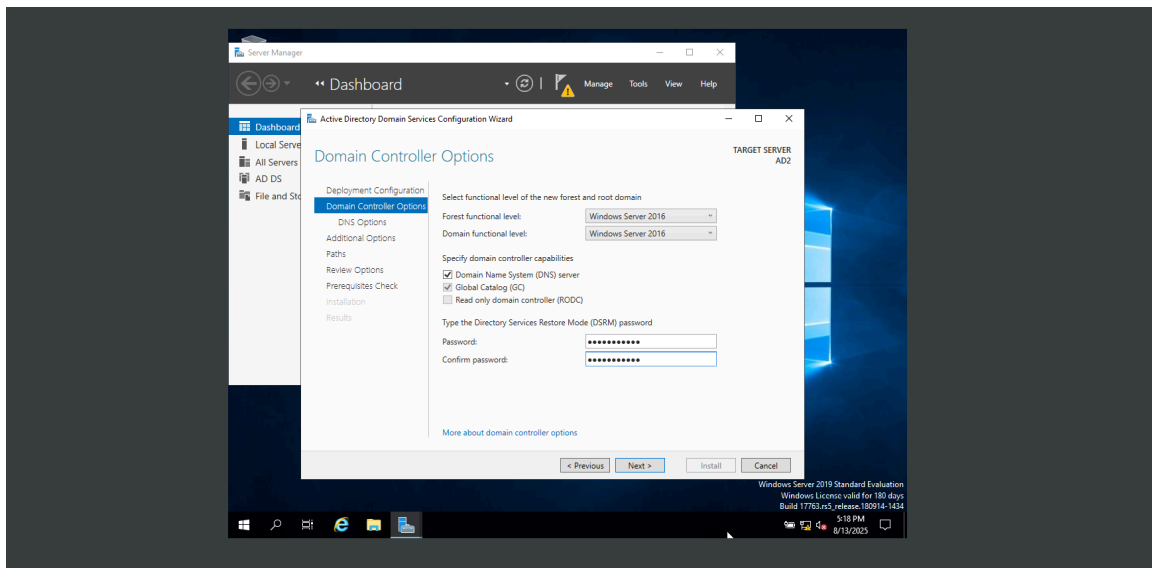 Server Manager
Dashboard
Manage Tools View Help
Dashboard
Local Serve
All Servers
AD DS
File and Sto
Active Directory Domain Services Configuration Wizard
Domain Controller Options
TARGET SERVER
AD2
Deployment Configuration
Domain Controller Options
DNS Options
Additional Options
Paths
Review Options
Prerequisites Check
Installation
Results
Select functional level of the new forest and root domain
Forest functional level: Windows Server 2016
Domain functional level: Windows Server 2016
Specify domain controller capabilities
Domain Name System (DNS) server
Global Catalog (GC)
Read only domain controller (RODC)
Type the Directory Services Restore Mode (DSRM) password
Password: •••••••••••
Confirm password: •••••••••••
More about domain controller options
< Previous Next > Install Cancel
Windows Server 2019 Standard Evaluation
Windows License valid for 180 days
Build 17763.rs5_release.180914-1434
5:18 PM
8/13/2025